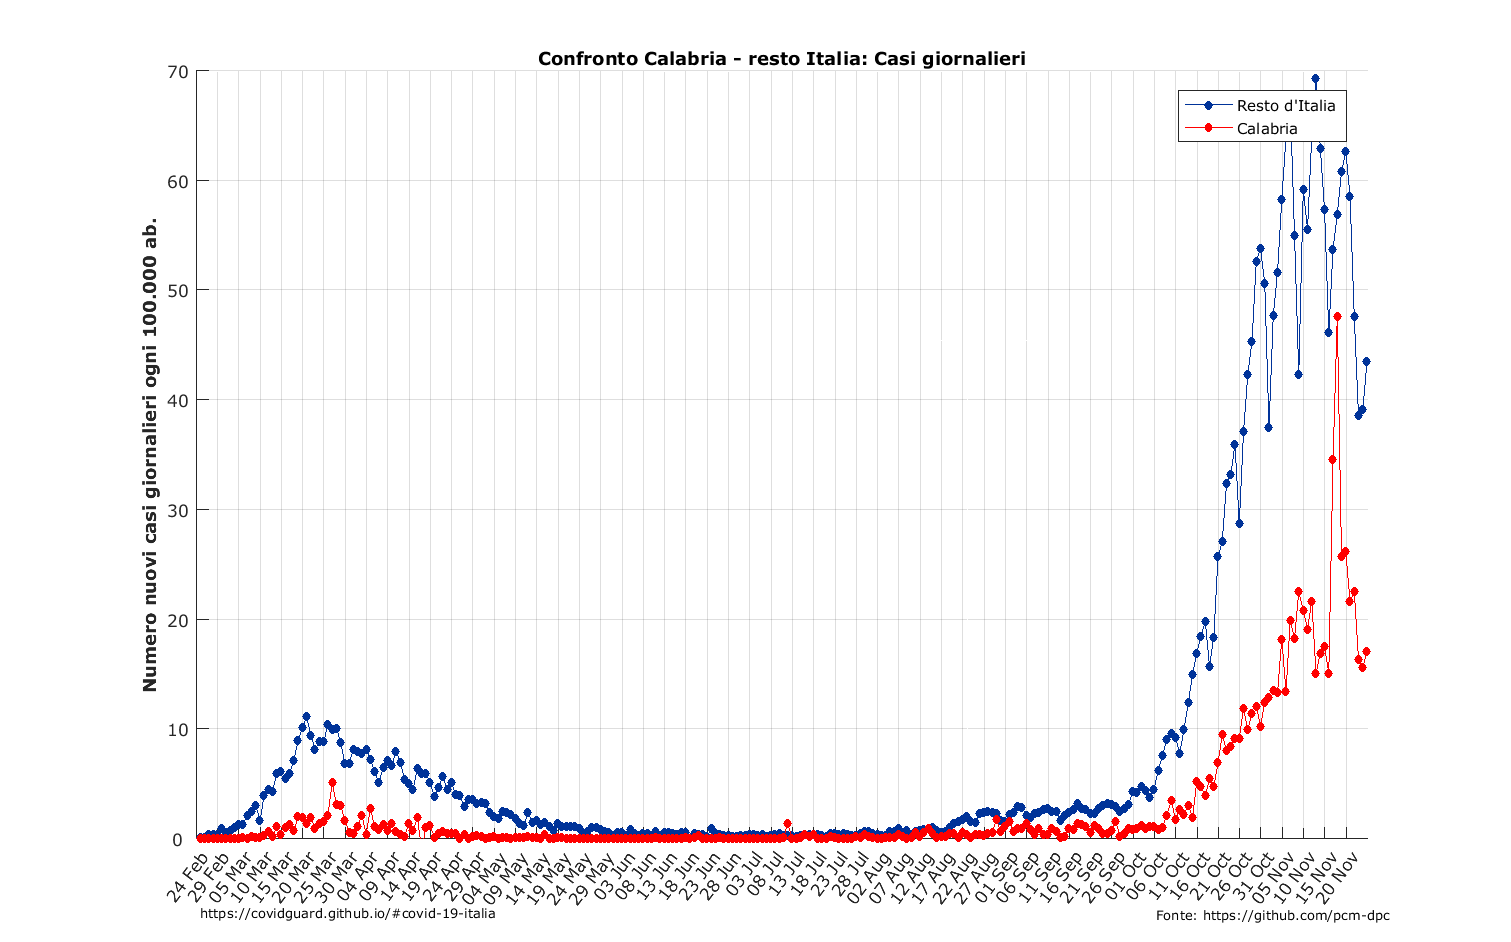 Confronto Calabria - resto Italia: Casi giornalieri
70
60
50
40
30
20
10
0
Numero nuovi casi giornalieri ogni 100.000 ab.
Resto d'Italia
Calabria
24 Feb
29 Feb
05 Mar
10 Mar
15 Mar
20 Mar
25 Mar
30 Mar
04 Apr
09 Apr
14 Apr
19 Apr
24 Apr
29 Apr
04 May
09 May
14 May
19 May
24 May
29 May
03 Jun
08 Jun
13 Jun
18 Jun
23 Jun
28 Jun
03 Jul
08 Jul
13 Jul
18 Jul
23 Jul
28 Jul
02 Aug
07 Aug
12 Aug
17 Aug
22 Aug
27 Aug
01 Sep
06 Sep
11 Sep
16 Sep
21 Sep
26 Sep
01 Oct
06 Oct
11 Oct
16 Oct
21 Oct
26 Oct
31 Oct
05 Nov
10 Nov
15 Nov
20 Nov
https://covidguard.github.io/#covid-19-italia
Fonte: https://github.com/pcm-dpc